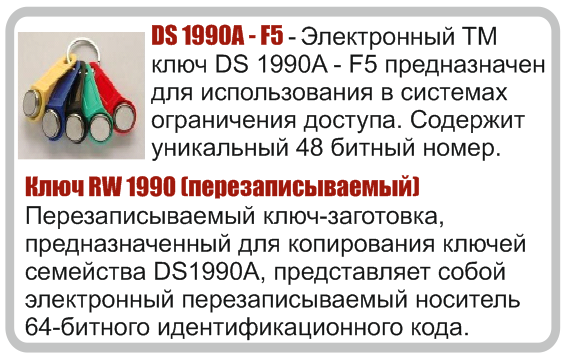 DS 1990A - F5 - Электронный ТМ
ключ DS 1990A - F5 предназначен
для использования в системах
ограничения доступа. Содержит
уникальный 48 битный номер.
Ключ RW 1990 (перезаписываемый)
Перезаписываемый ключ-заготовка,
предназначенный для копирования ключей
семейства DS1990A, представляет собой
электронный перезаписываемый носитель
64-битного идентификационного кода.